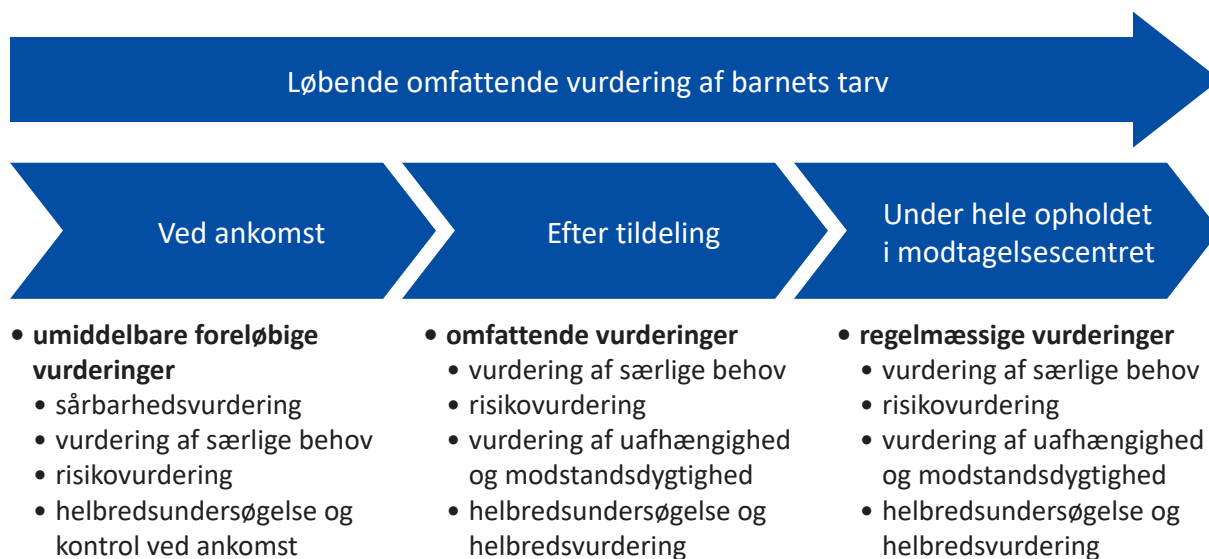 Løbende omfattende vurdering af barnets tarv
Ved ankomst
Efter tildeling
Under hele opholdet
i modtagelsescentret
• umiddelbare foreløbige
vurderinger
• sårbarhedsvurdering
• vurdering af særlige behov
• risikovurdering
• helbredsundersøgelse og
kontrol ved ankomst
• omfattende vurderinger
• vurdering af særlige behov
• risikovurdering
• vurdering af uafhængighed
og modstandsdygtighed
• helbredsundersøgelse og
helbredsvurdering
• regelmæssige vurderinger
• vurdering af særlige behov
• risikovurdering
• vurdering af uafhængighed
og modstandsdygtighed
• helbredsundersøgelse og
helbredsvurdering